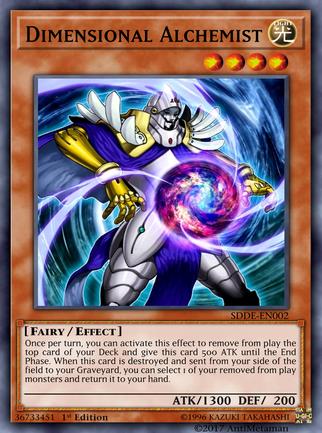 DIMENSIONAL ALCHEMIST
LIGHT
光
SDDE-EN002
[FAIRY / EFFECT]
Once per turn, you can activate this effect to remove from play the
top card of your Deck and give this card 500 ATK until the End
Phase. When this card is destroyed and sent from your side of the
field to your Graveyard, you can select 1 of your removed from play
monsters and return it to your hand.
ATK/1300 DEF/ 200
36733451 1st Edition ©1996 KAZUKI TAKAHASHI
©2017 AntiMetaman